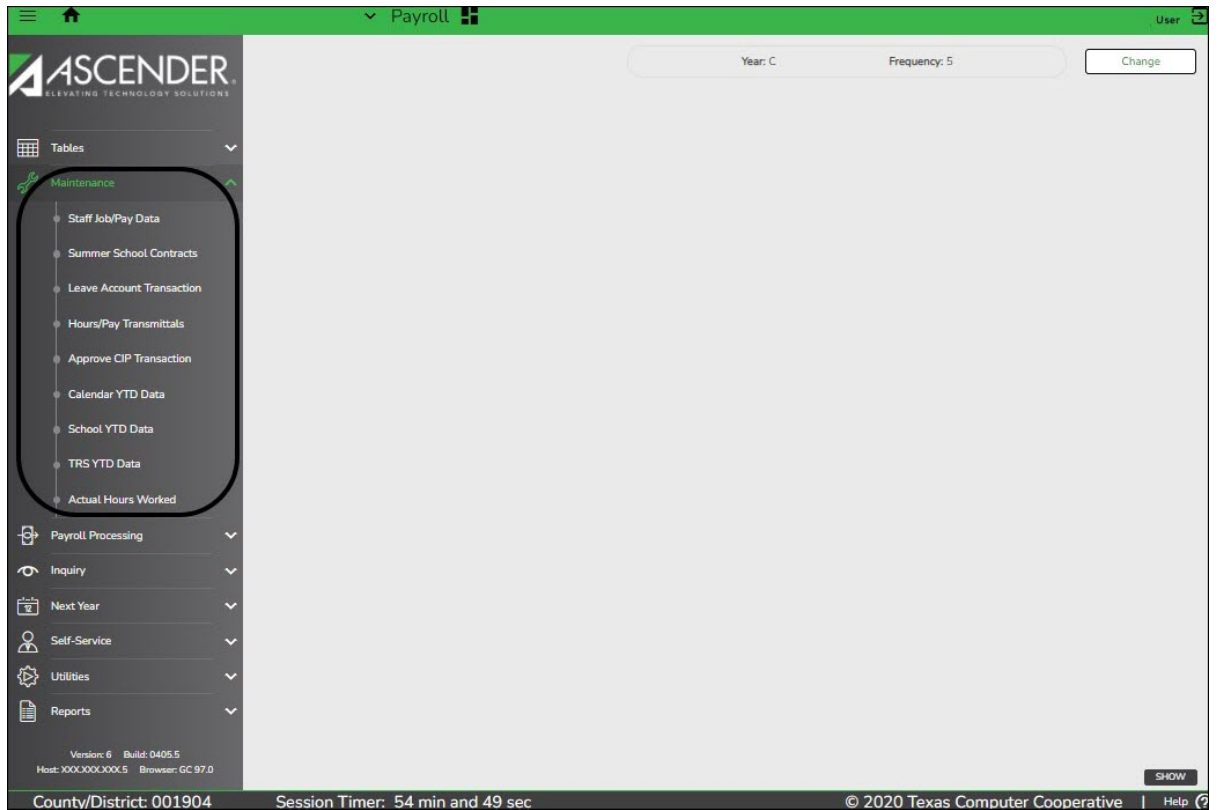 Payroll
User
ASCENDER.
ELEVATING TECHNOLOGY SOLUTIONS
Year: C Frequency: 5 Change
Tables
Maintenance
Staff Job/Pay Data
Summer School Contracts
Leave Account Transaction
Hours/Pay Transmittals
Approve CIP Transaction
Calendar YTD Data
School YTD Data
TRS YTD Data
Actual Hours Worked
Payroll Processing
Inquiry
12
Next Year
Self-Service
Utilities
Reports
Version: 6 Build: 0405.5
Host: XXX.XXX.XXX.5 Browser: GC 97.0
SHOW
County/District: 001904 Session Timer: 54 min and 49 sec © 2020 Texas Computer Cooperative | Help ?